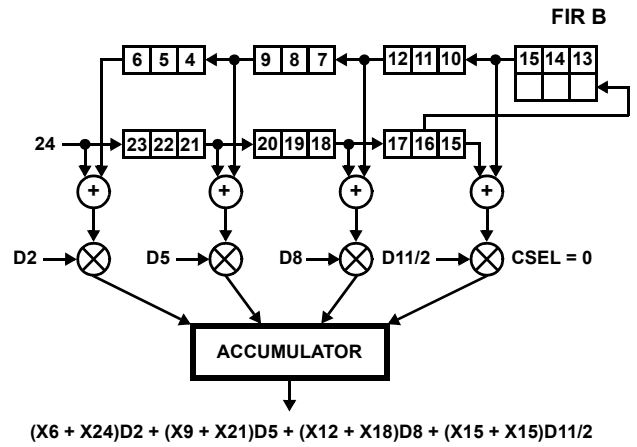 FIR B
6 5 4 9 8 7 12 11 10 15 14 13
24 23 22 21 20 19 18 17 16 15
+ + + +
D2 D5 D8 D11/2 CSEL = 0
ACCUMULATOR
(X6 + X24)D2 + (X9 + X21)D5 + (X12 + X18)D8 + (X15 + X15)D11/2